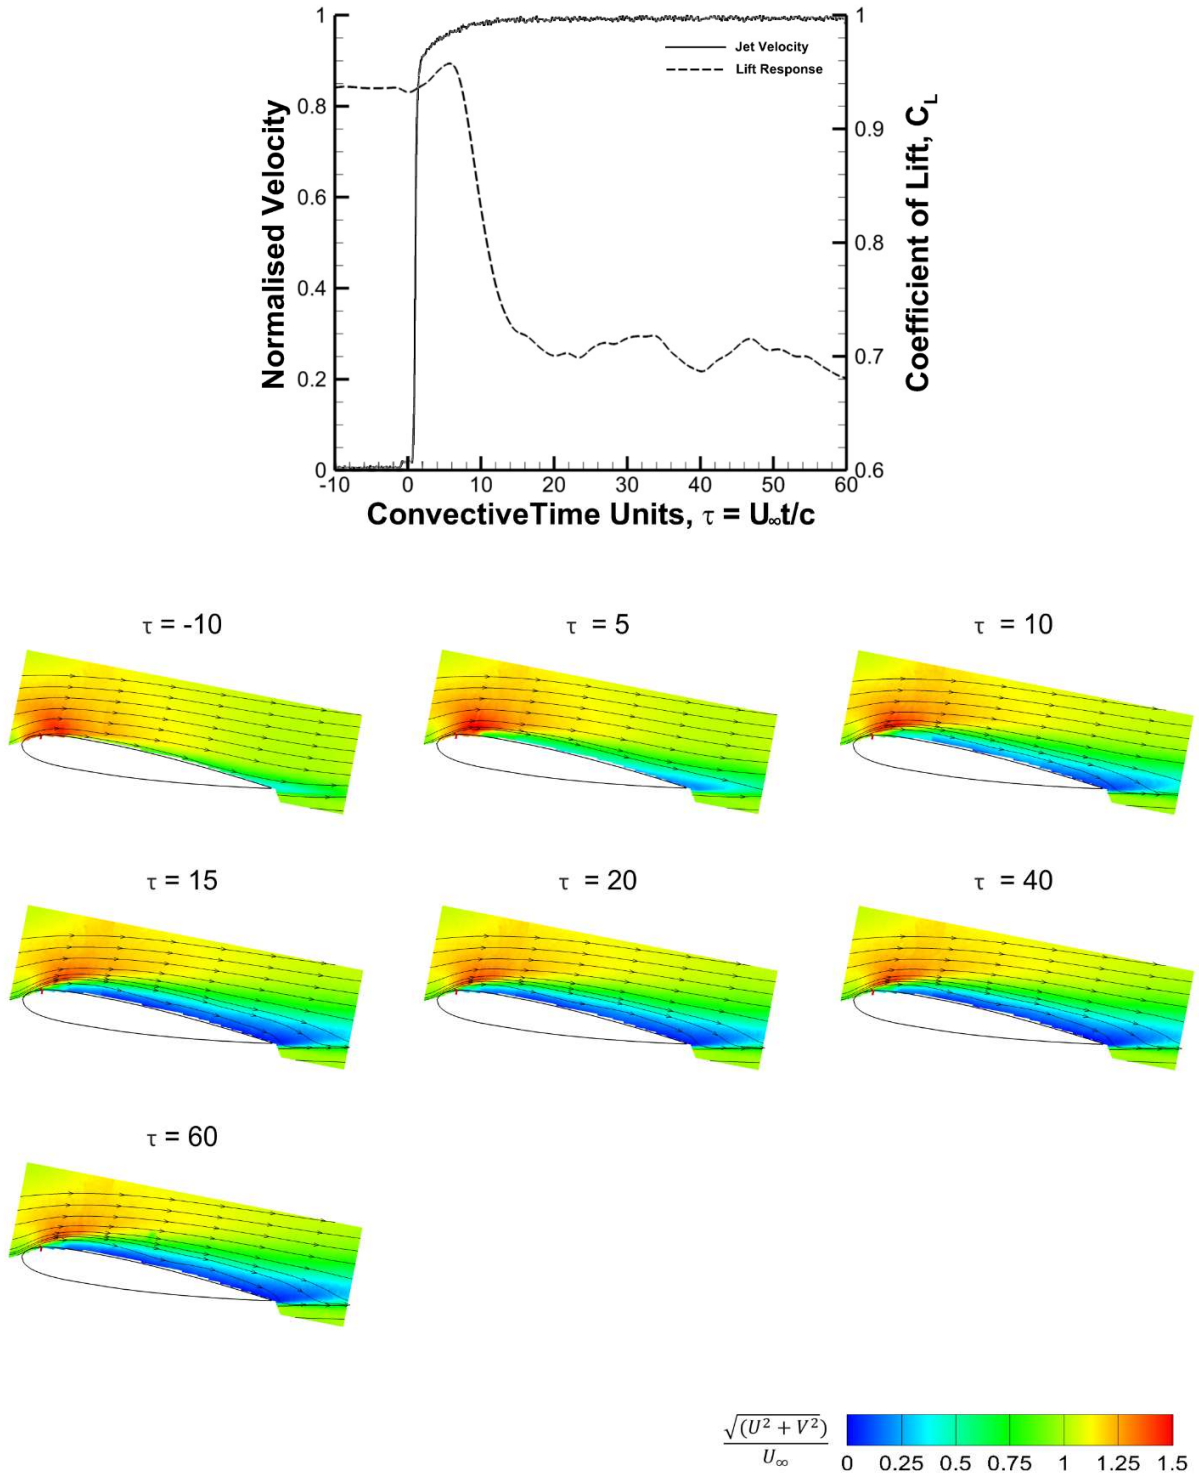 1
0.8
0.6
0.4
0.2
0
Normalised Velocity
Jet Velocity
Lift Response
1
0.9
0.8
0.7
0.6
Coefficient of Lift, C_L
-10 0 10 20 30 40 50 60
ConvectiveTime Units, τ = U∞t/c
τ = -10 τ = 5 τ = 10
τ = 15 τ = 20 τ = 40
τ = 60
√(U² + V²)
U∞
0 0.25 0.5 0.75 1 1.25 1.5